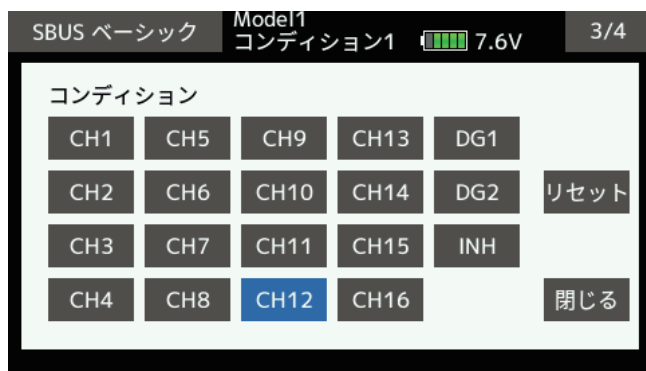 SBUS ベーシック Model1 3/4
コンディション1 7.6V
コンディション
CH1 CH5 CH9 CH13 DG1
CH2 CH6 CH10 CH14 DG2 リセット
CH3 CH7 CH11 CH15 INH
CH4 CH8 CH12 CH16 閉じる